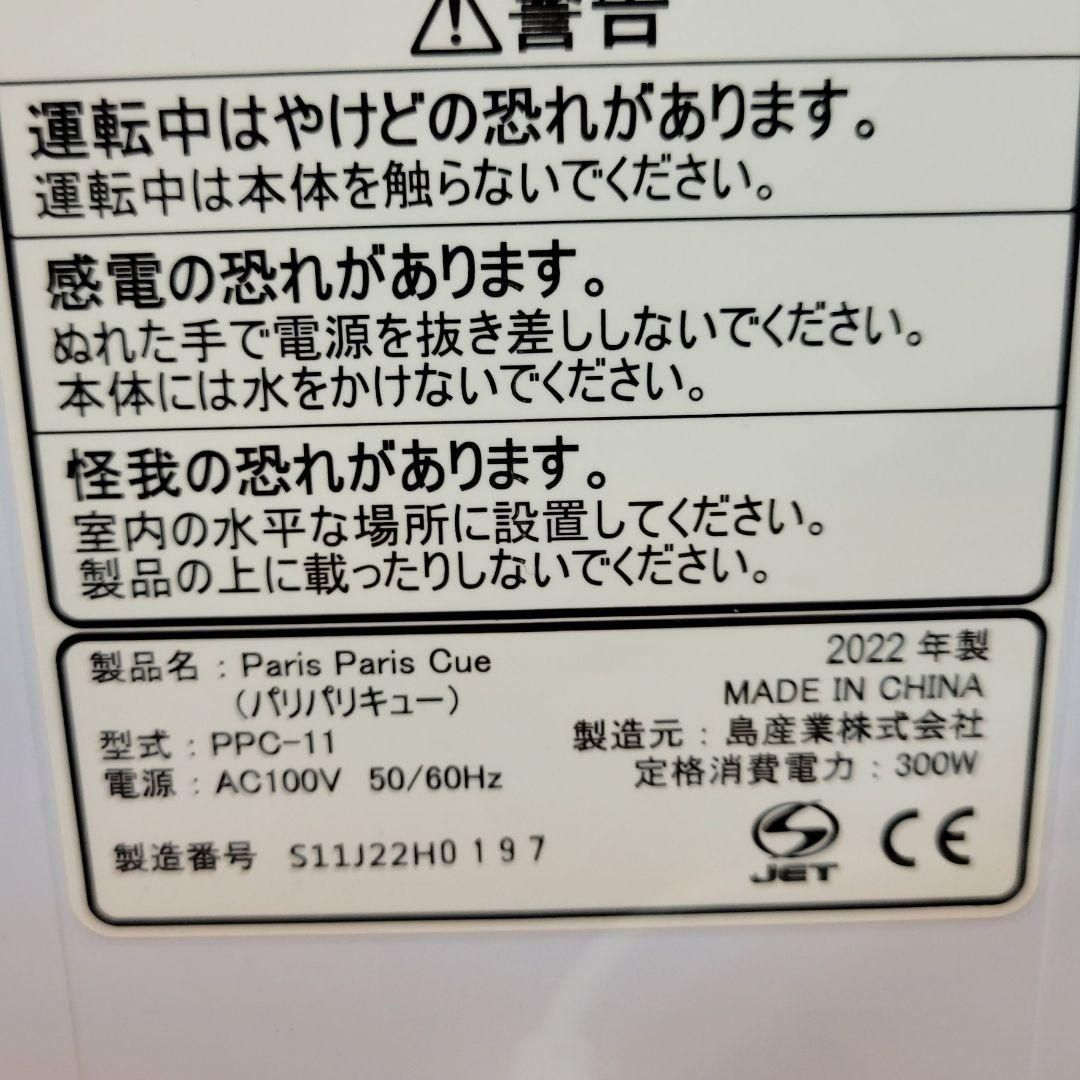 警告
運転中はやけどの恐れがあります。
運転中は本体を触らないでください。
感電の恐れがあります。
ぬれた手で電源を抜き差ししないでください。
本体には水をかけないでください。
怪我の恐れがあります。
室内の水平な場所に設置してください。
製品の上に載ったりしないでください。
製品名：Paris Paris Cue
（パリパリキュー）
型式：PPC-11
電源：AC100V 50/60Hz
製造番号 S11J22H0197
2022年製
MADE IN CHINA
製造元：島産業株式会社
定格消費電力：300W
S
JET
CE